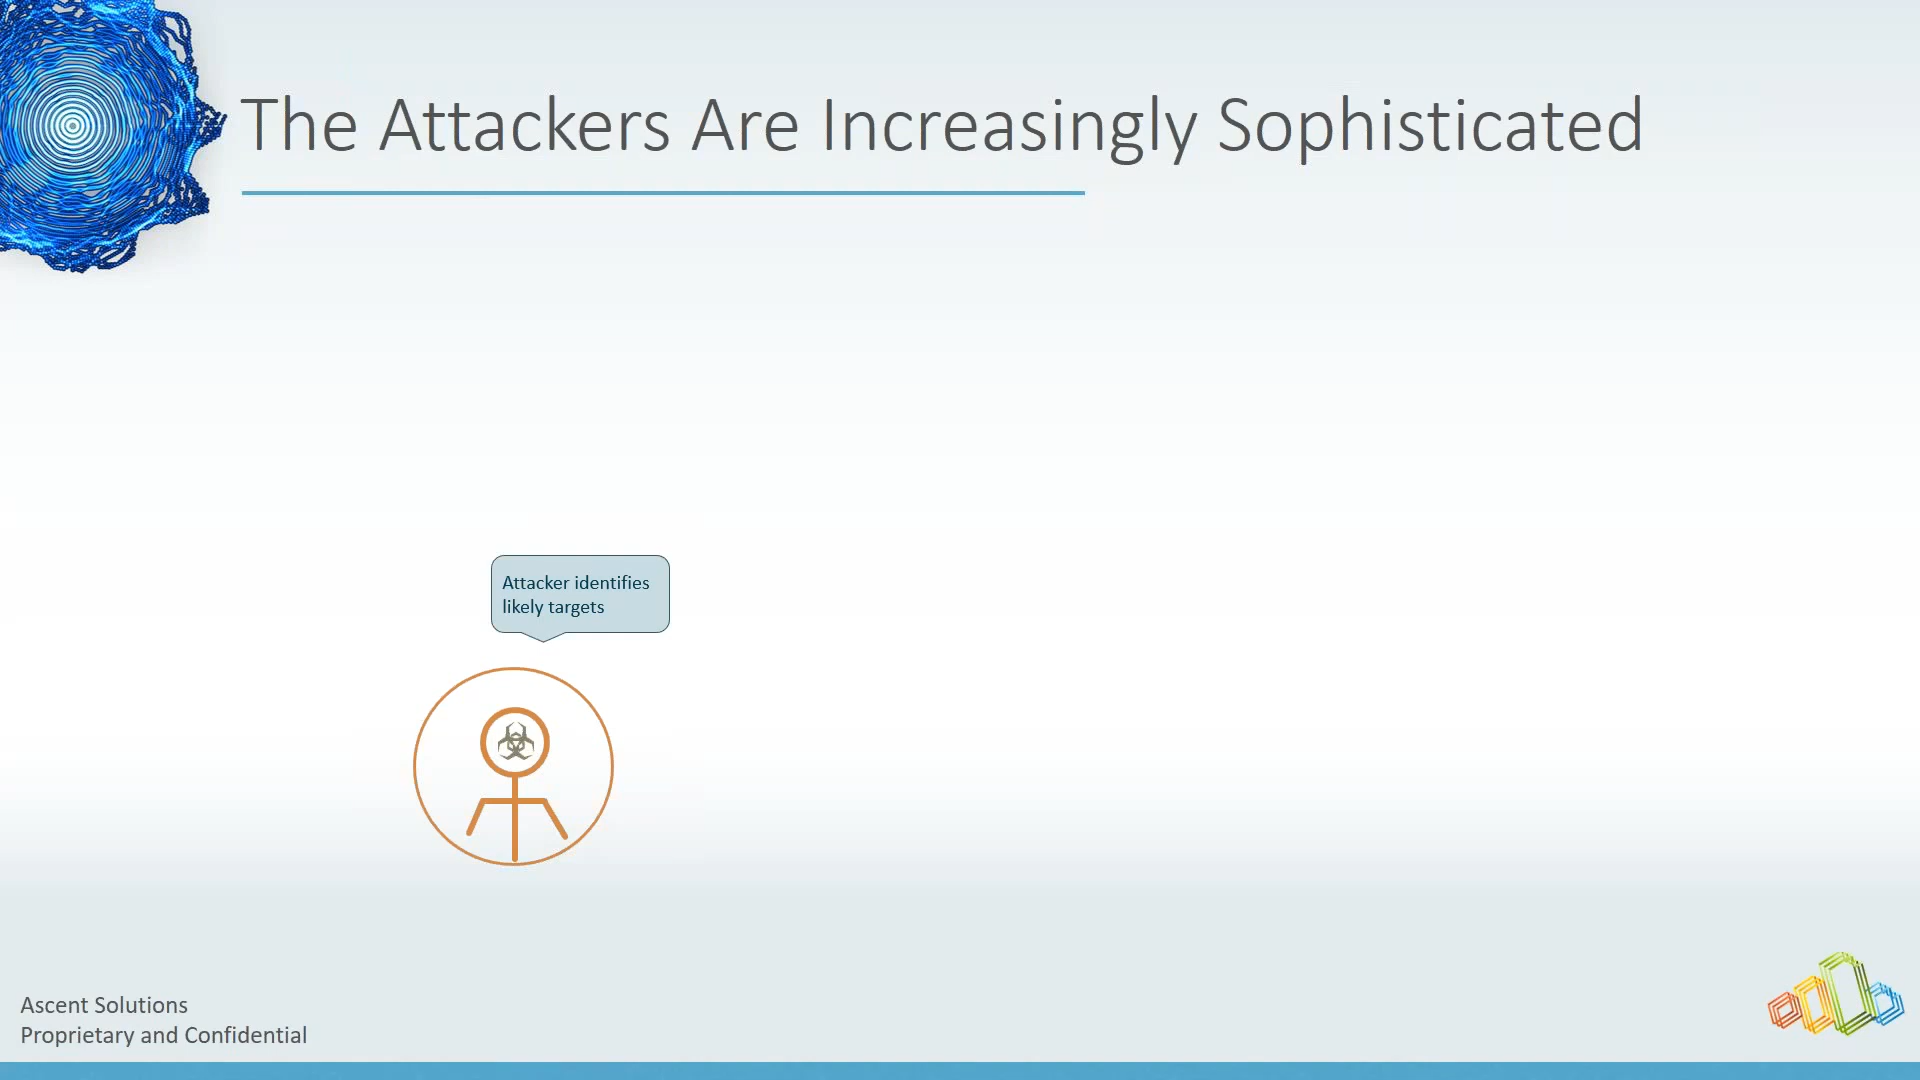 The Attackers Are Increasingly Sophisticated
Attacker identifies
likely targets
Ascent Solutions
Proprietary and Confidential